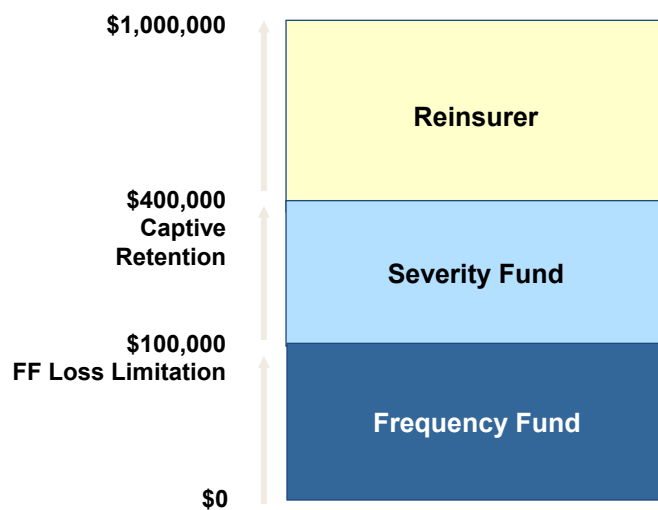 $1,000,000
Reinsurer
$400,000
Captive
Retention
Severity Fund
$100,000
FF Loss Limitation
Frequency Fund
$0